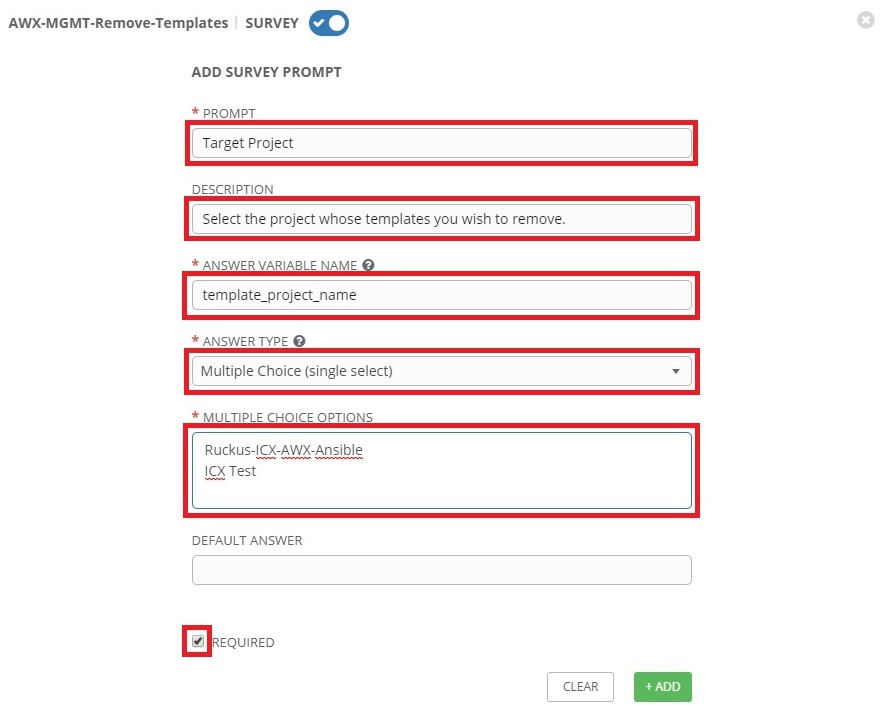 AWX-MGMT-Remove-Templates | SURVEY
ADD SURVEY PROMPT
* PROMPT
Target Project
DESCRIPTION
Select the project whose templates you wish to remove.
* ANSWER VARIABLE NAME ?
template_project_name
* ANSWER TYPE ?
Multiple Choice (single select)
* MULTIPLE CHOICE OPTIONS
Ruckus-ICX-AWX-Ansible
ICX Test
DEFAULT ANSWER
REQUIRED
CLEAR + ADD